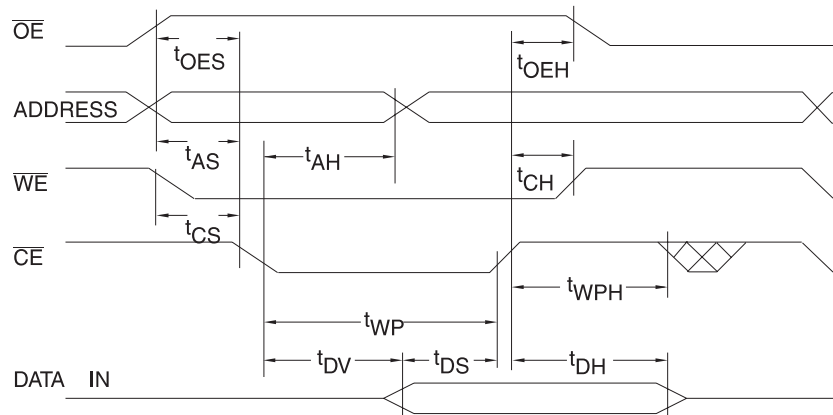 OE
tOES
tOEH
ADDRESS
tAS
tAH
WE
tCH
tCS
CE
tWPH
tWP
tDV
tDS
tDH
DATA IN